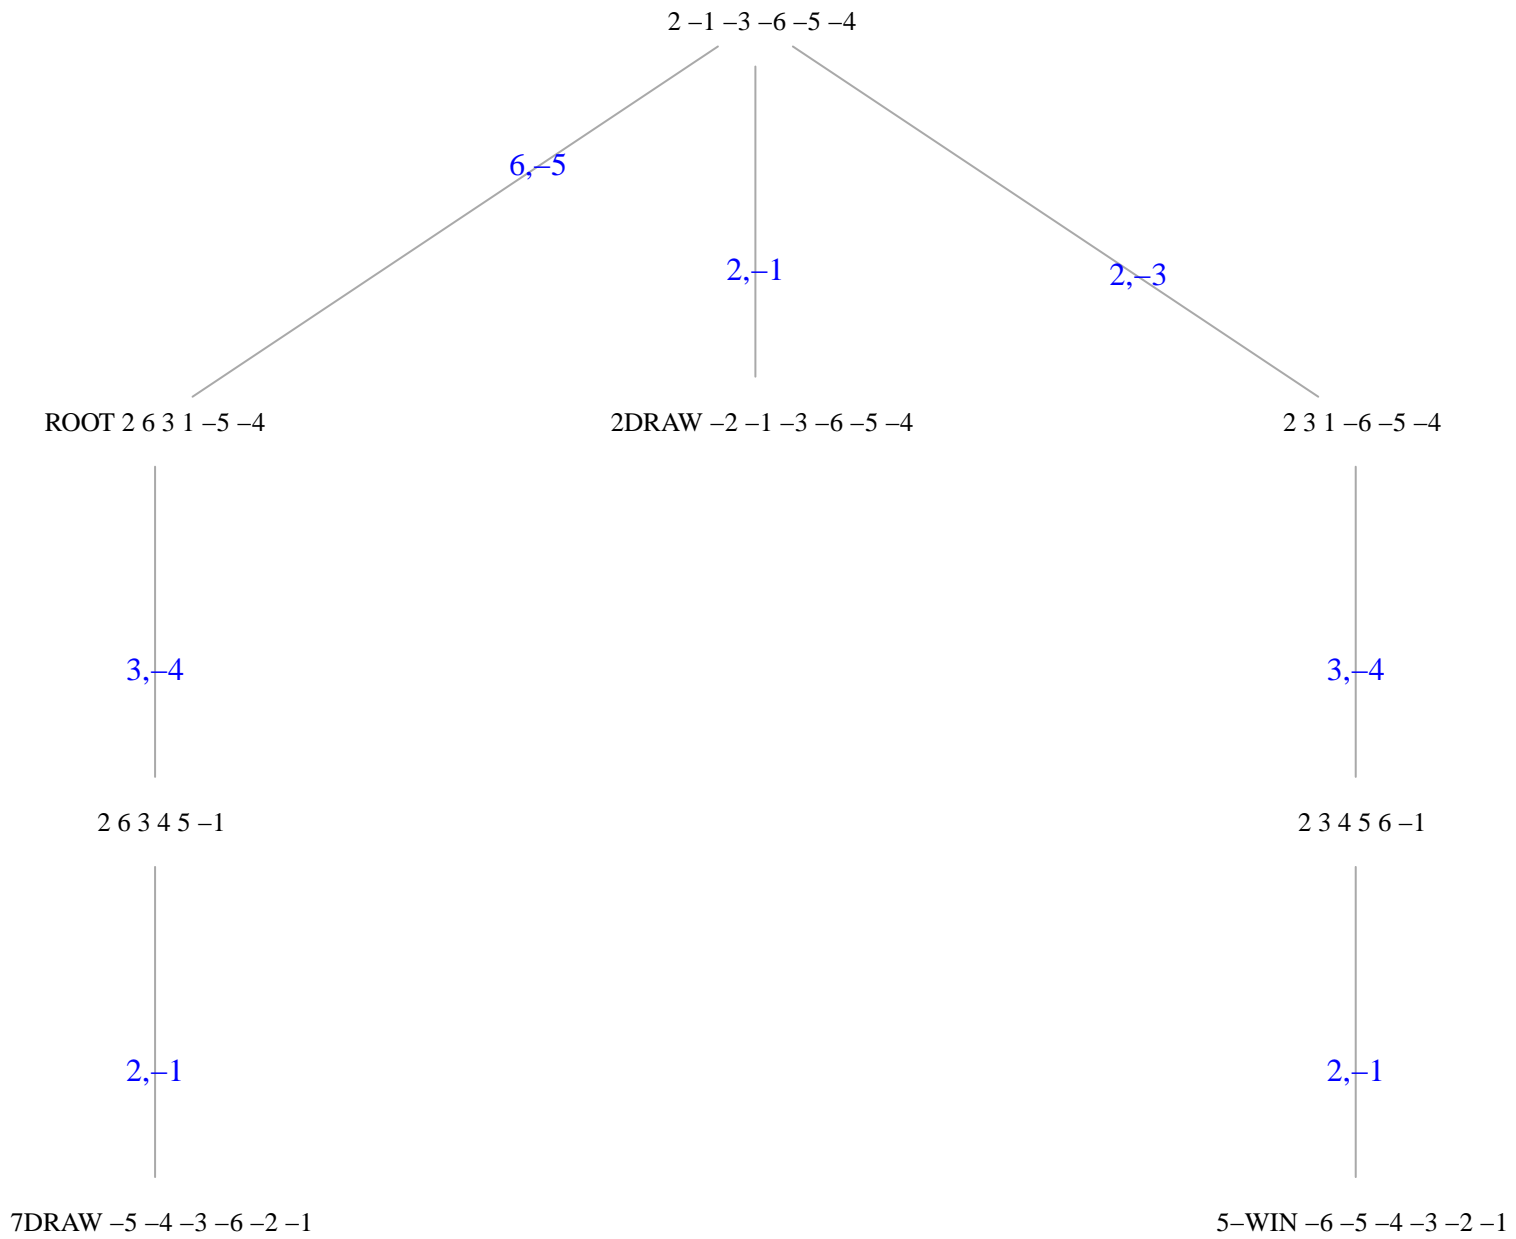 2 –1 –3 –6 –5 –4
6,–5
2,–1
2,–3
ROOT 2 6 3 1 –5 –4
2DRAW –2 –1 –3 –6 –5 –4
2 3 1 –6 –5 –4
3,–4
3,–4
2 6 3 4 5 –1
2 3 4 5 6 –1
2,–1
2,–1
7DRAW –5 –4 –3 –6 –2 –1
5–WIN –6 –5 –4 –3 –2 –1